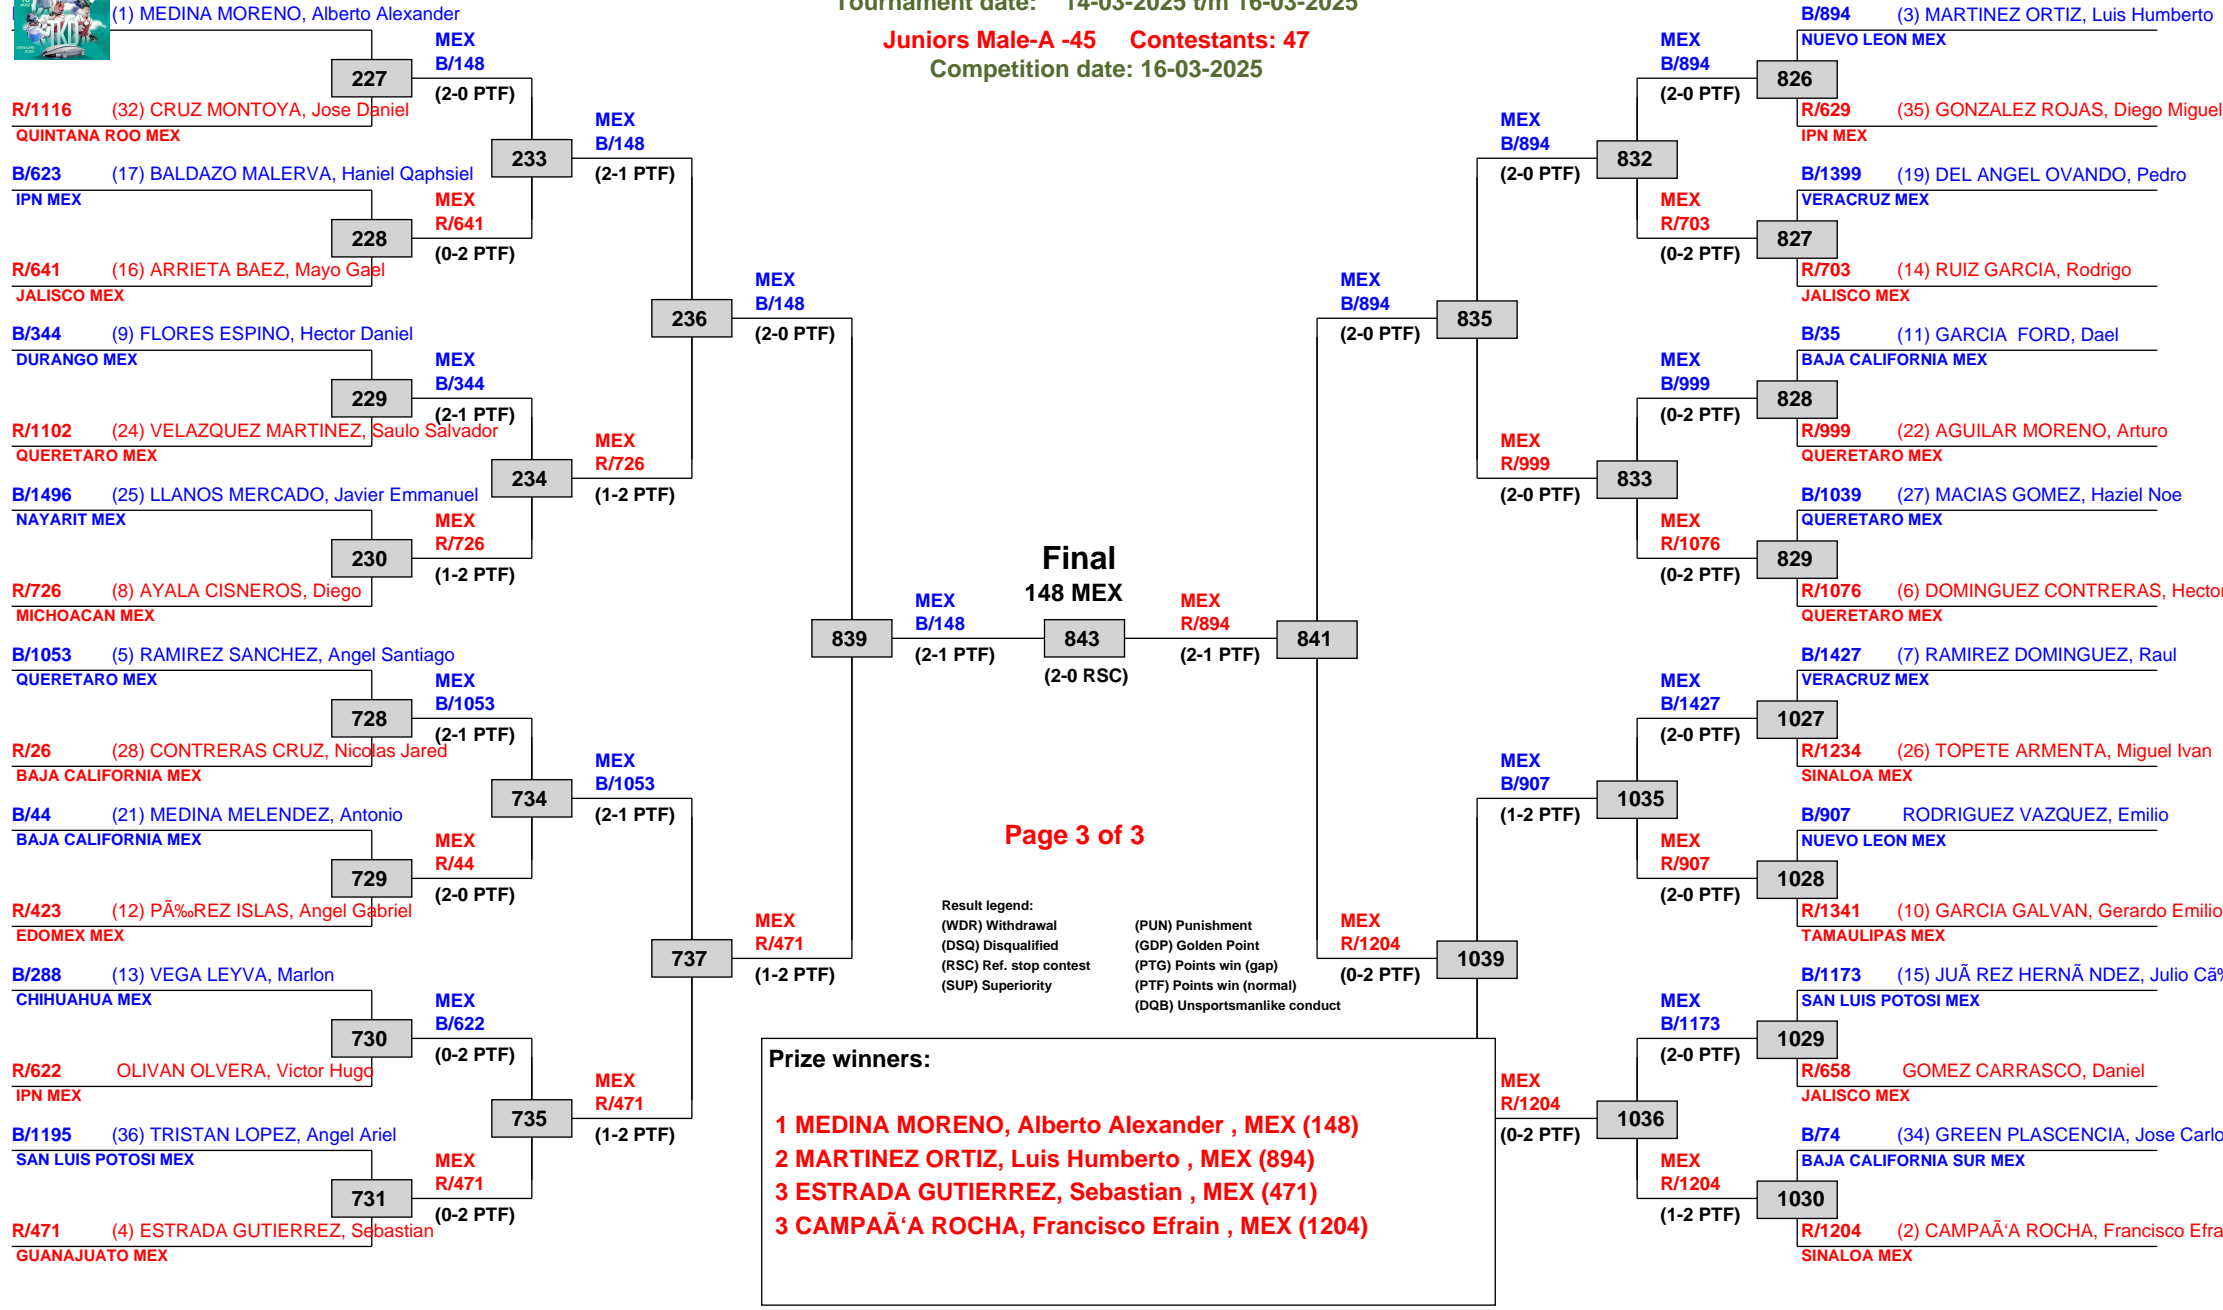 (1) MEDINA MORENO, Alberto Alexander
TKD
Tournament date: 14-03-2025 t/m 16-03-2025
Juniors Male-A -45 Contestants: 47
Competition date: 16-03-2025
227
MEX
B/148
(2-0 PTF)
R/1116 (32) CRUZ MONTOYA, Jose Daniel
QUINTANA ROO MEX
233
MEX
B/148
(2-1 PTF)
B/623 (17) BALDAZO MALERVA, Haniel Qaphsiel
IPN MEX
228
MEX
R/641
(0-2 PTF)
R/641 (16) ARRIETA BAEZ, Mayo Gael
JALISCO MEX
236
MEX
B/148
(2-0 PTF)
B/344 (9) FLORES ESPINO, Hector Daniel
DURANGO MEX
229
MEX
B/344
(2-1 PTF)
R/1102 (24) VELAZQUEZ MARTINEZ, Saulo Salvador
QUERETARO MEX
234
MEX
R/726
(1-2 PTF)
B/1496 (25) LLANOS MERCADO, Javier Emmanuel
NAYARIT MEX
230
MEX
R/726
(1-2 PTF)
R/726 (8) AYALA CISNEROS, Diego
MICHOACAN MEX
839
MEX
B/148
(2-1 PTF)
B/1053 (5) RAMIREZ SANCHEZ, Angel Santiago
QUERETARO MEX
728
MEX
B/1053
(2-1 PTF)
R/26 (28) CONTRERAS CRUZ, Nicolas Jared
BAJA CALIFORNIA MEX
734
MEX
B/1053
(2-1 PTF)
B/44 (21) MEDINA MELENDEZ, Antonio
BAJA CALIFORNIA MEX
729
MEX
R/44
(2-0 PTF)
R/423 (12) PÃ‰REZ ISLAS, Angel Gabriel
EDOMEX MEX
737
MEX
R/471
(1-2 PTF)
B/288 (13) VEGA LEYVA, Marlon
CHIHUAHUA MEX
730
MEX
B/622
(0-2 PTF)
R/622 OLIVAN OLVERA, Victor Hugo
IPN MEX
735
MEX
R/471
(1-2 PTF)
B/1195 (36) TRISTAN LOPEZ, Angel Ariel
SAN LUIS POTOSI MEX
731
MEX
R/471
(0-2 PTF)
R/471 (4) ESTRADA GUTIERREZ, Sebastian
GUANAJUATO MEX
Final
148 MEX
843
(2-0 RSC)
MEX
R/894
(2-1 PTF)
841
B/894 (3) MARTINEZ ORTIZ, Luis Humberto
NUEVO LEON MEX
MEX
B/894
(2-0 PTF)
826
R/629 (35) GONZALEZ ROJAS, Diego Miguel
IPN MEX
MEX
B/894
(2-0 PTF)
832
B/1399 (19) DEL ANGEL OVANDO, Pedro
VERACRUZ MEX
MEX
R/703
(0-2 PTF)
827
R/703 (14) RUIZ GARCIA, Rodrigo
JALISCO MEX
MEX
B/894
(2-0 PTF)
835
B/35 (11) GARCIA FORD, Dael
BAJA CALIFORNIA MEX
MEX
B/999
(0-2 PTF)
828
R/999 (22) AGUILAR MORENO, Arturo
QUERETARO MEX
MEX
R/999
(2-0 PTF)
833
B/1039 (27) MACIAS GOMEZ, Haziel Noe
QUERETARO MEX
MEX
R/1076
(0-2 PTF)
829
R/1076 (6) DOMINGUEZ CONTRERAS, Hector
QUERETARO MEX
B/1427 (7) RAMIREZ DOMINGUEZ, Raul
VERACRUZ MEX
MEX
B/1427
(2-0 PTF)
1027
R/1234 (26) TOPETE ARMENTA, Miguel Ivan
SINALOA MEX
MEX
B/907
(1-2 PTF)
1035
B/907 RODRIGUEZ VAZQUEZ, Emilio
NUEVO LEON MEX
MEX
R/907
(2-0 PTF)
1028
R/1341 (10) GARCIA GALVAN, Gerardo Emilio
TAMAULIPAS MEX
MEX
R/1204
(0-2 PTF)
1039
B/1173 (15) JUÃ REZ HERNÃ NDEZ, Julio Cã‰
SAN LUIS POTOSI MEX
MEX
B/1173
(2-0 PTF)
1029
R/658 GOMEZ CARRASCO, Daniel
JALISCO MEX
MEX
R/1204
(0-2 PTF)
1036
B/74 (34) GREEN PLASCENCIA, Jose Carlo
BAJA CALIFORNIA SUR MEX
MEX
R/1204
(1-2 PTF)
1030
R/1204 (2) CAMPAÃ‘A ROCHA, Francisco Efra
SINALOA MEX
Page 3 of 3
Result legend:
(WDR) Withdrawal
(DSQ) Disqualified
(RSC) Ref. stop contest
(SUP) Superiority
(PUN) Punishment
(GDP) Golden Point
(PTG) Points win (gap)
(PTF) Points win (normal)
(DQB) Unsportsmanlike conduct
Prize winners:
1 MEDINA MORENO, Alberto Alexander , MEX (148)
2 MARTINEZ ORTIZ, Luis Humberto , MEX (894)
3 ESTRADA GUTIERREZ, Sebastian , MEX (471)
3 CAMPAÃ‘A ROCHA, Francisco Efrain , MEX (1204)